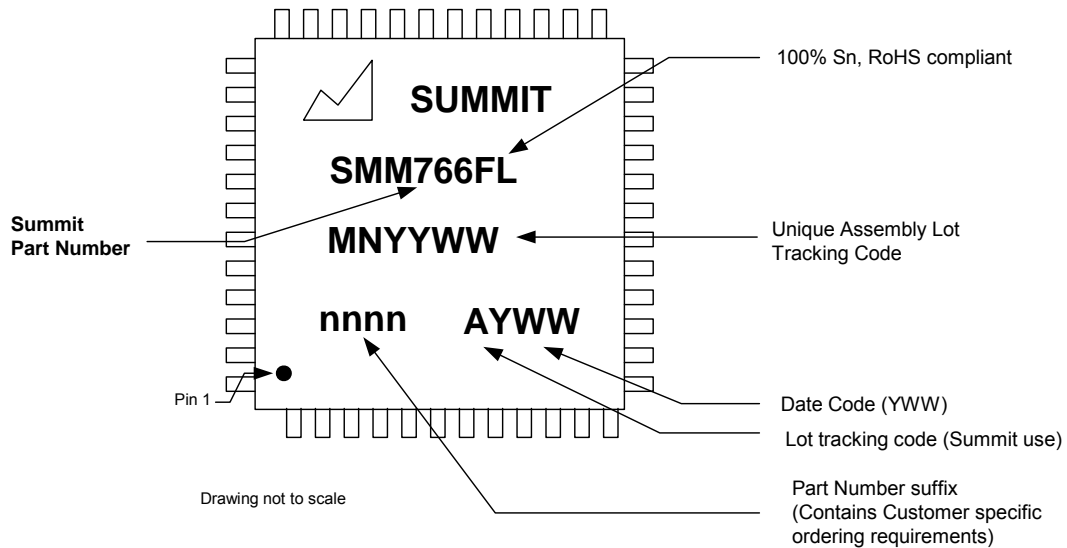 100% Sn, RoHS compliant
SUMMIT
SMM766FL
Summit
Part Number
MNYYWW
Unique Assembly Lot
Tracking Code
nnnn AYWW
Pin 1
Date Code (YWW)
Lot tracking code (Summit use)
Drawing not to scale
Part Number suffix
(Contains Customer specific
ordering requirements)